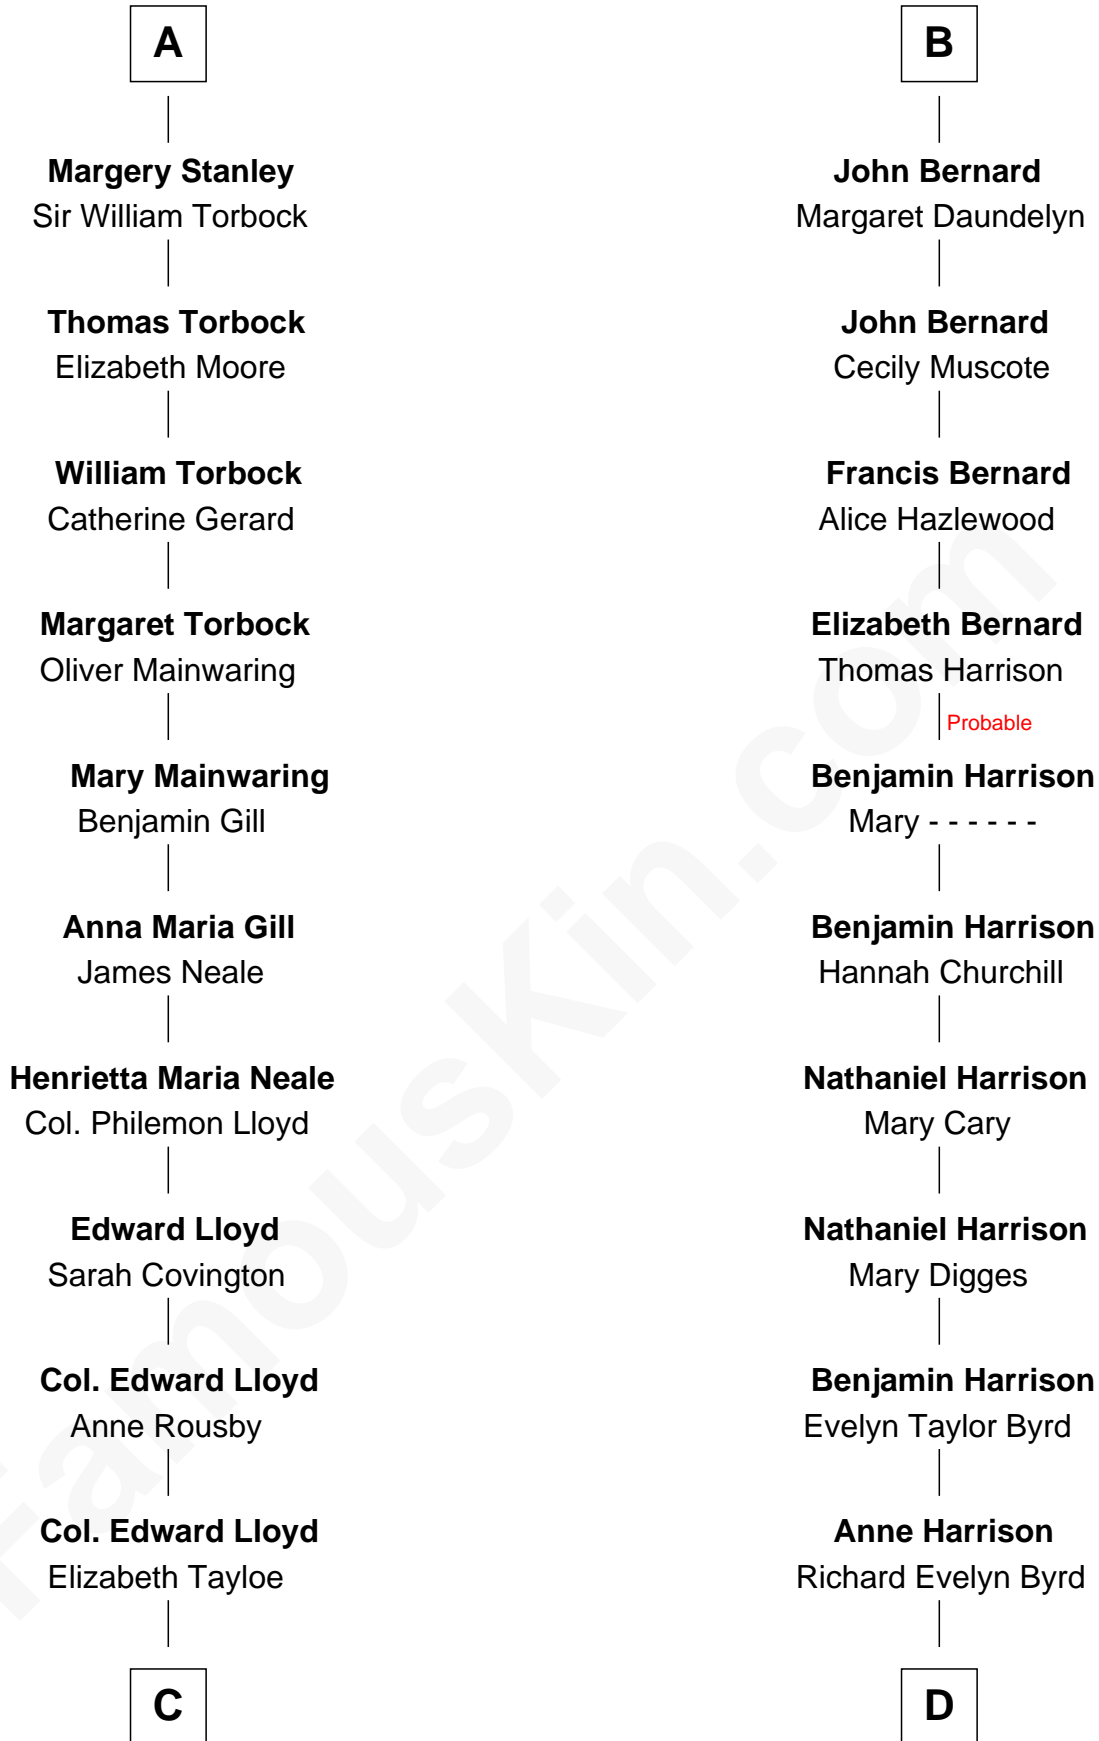 A
Margery Stanley
Sir William Torbock
Thomas Torbock
Elizabeth Moore
William Torbock
Catherine Gerard
Margaret Torbock
Oliver Mainwaring
Mary Mainwaring
Benjamin Gill
Anna Maria Gill
James Neale
Henrietta Maria Neale
Col. Philemon Lloyd
Edward Lloyd
Sarah Covington
Col. Edward Lloyd
Anne Rousby
Col. Edward Lloyd
Elizabeth Tayloe
C
B
John Bernard
Margaret Daundelyn
John Bernard
Cecily Muscote
Francis Bernard
Alice Hazlewood
Elizabeth Bernard
Thomas Harrison
Probable
Benjamin Harrison
Mary - - - - - -
Benjamin Harrison
Hannah Churchill
Nathaniel Harrison
Mary Cary
Nathaniel Harrison
Mary Digges
Benjamin Harrison
Evelyn Taylor Byrd
Anne Harrison
Richard Evelyn Byrd
D
FamousKin.com